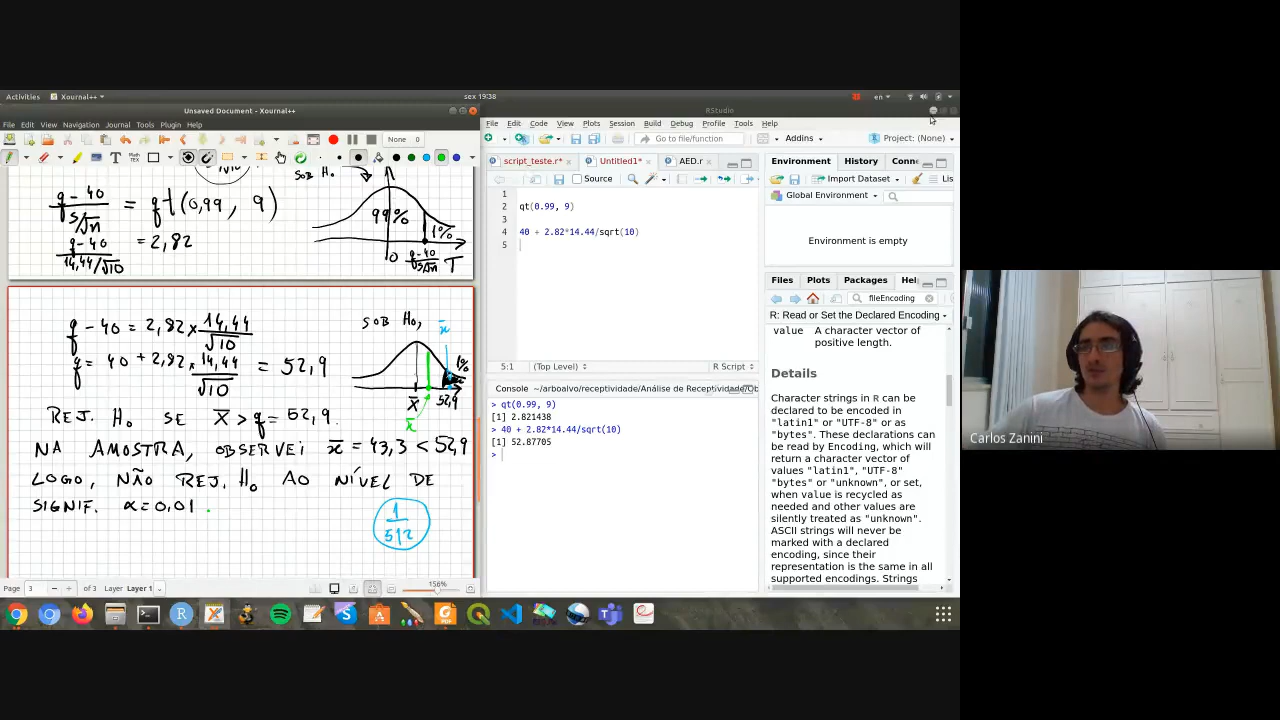 Activities Xournal++ sex 19:38 en
Unsaved Document - Xournal++
File Edit View Navigation Journal Tools Plugin Help
None 0
SOB H₀
q - 40 / S/√n = qt(0,99, 9)
q - 40 / 14,44/√10 = 2,82
99%
1%
0 q-40 / S/√n T
q - 40 = 2,82 × 14,44 / √10
q = 40 + 2,82 × 14,44 / √10 = 52,9
SOB H₀, x̄
1%
X̄ 52,9
x̄
REJ. H₀ SE X̄ > q = 52,9.
NA AMOSTRA, OBSERVEI x̄ = 43,3 < 52,9
LOGO, NÃO REJ. H₀ AO NÍVEL DE
SIGNIF. α = 0,01.
1 / 512
Page 3 of 3 Layer Layer 1 156%
RStudio
File Edit Code View Plots Session Build Debug Profile Tools Help
Go to file/function Addins Project: (None)
script_teste.r* Untitled1* AED.r
Source
1
2 qt(0.99, 9)
3
4 40 + 2.82*14.44/sqrt(10)
5
5:1 (Top Level) R Script
Console ~/arboalvo/receptividade/Análise de Receptividade/Ob
> qt(0.99, 9)
[1] 2.821438
> 40 + 2.82*14.44/sqrt(10)
[1] 52.87705
>
Environment History Conne
Import Dataset Lis
Global Environment
Environment is empty
Files Plots Packages Hel
fileEncoding
R: Read or Set the Declared Encoding
value A character vector of
positive length.
Details
Character strings in R can be
declared to be encoded in
"latin1" or "UTF-8" or as
"bytes". These declarations can
be read by Encoding, which will
return a character vector of
values "latin1", "UTF-8"
"bytes" or "unknown", or set,
when value is recycled as
needed and other values are
silently treated as "unknown".
ASCII strings will never be
marked with a declared
encoding, since their
representation is the same in all
supported encodings. Strings
Carlos Zanini